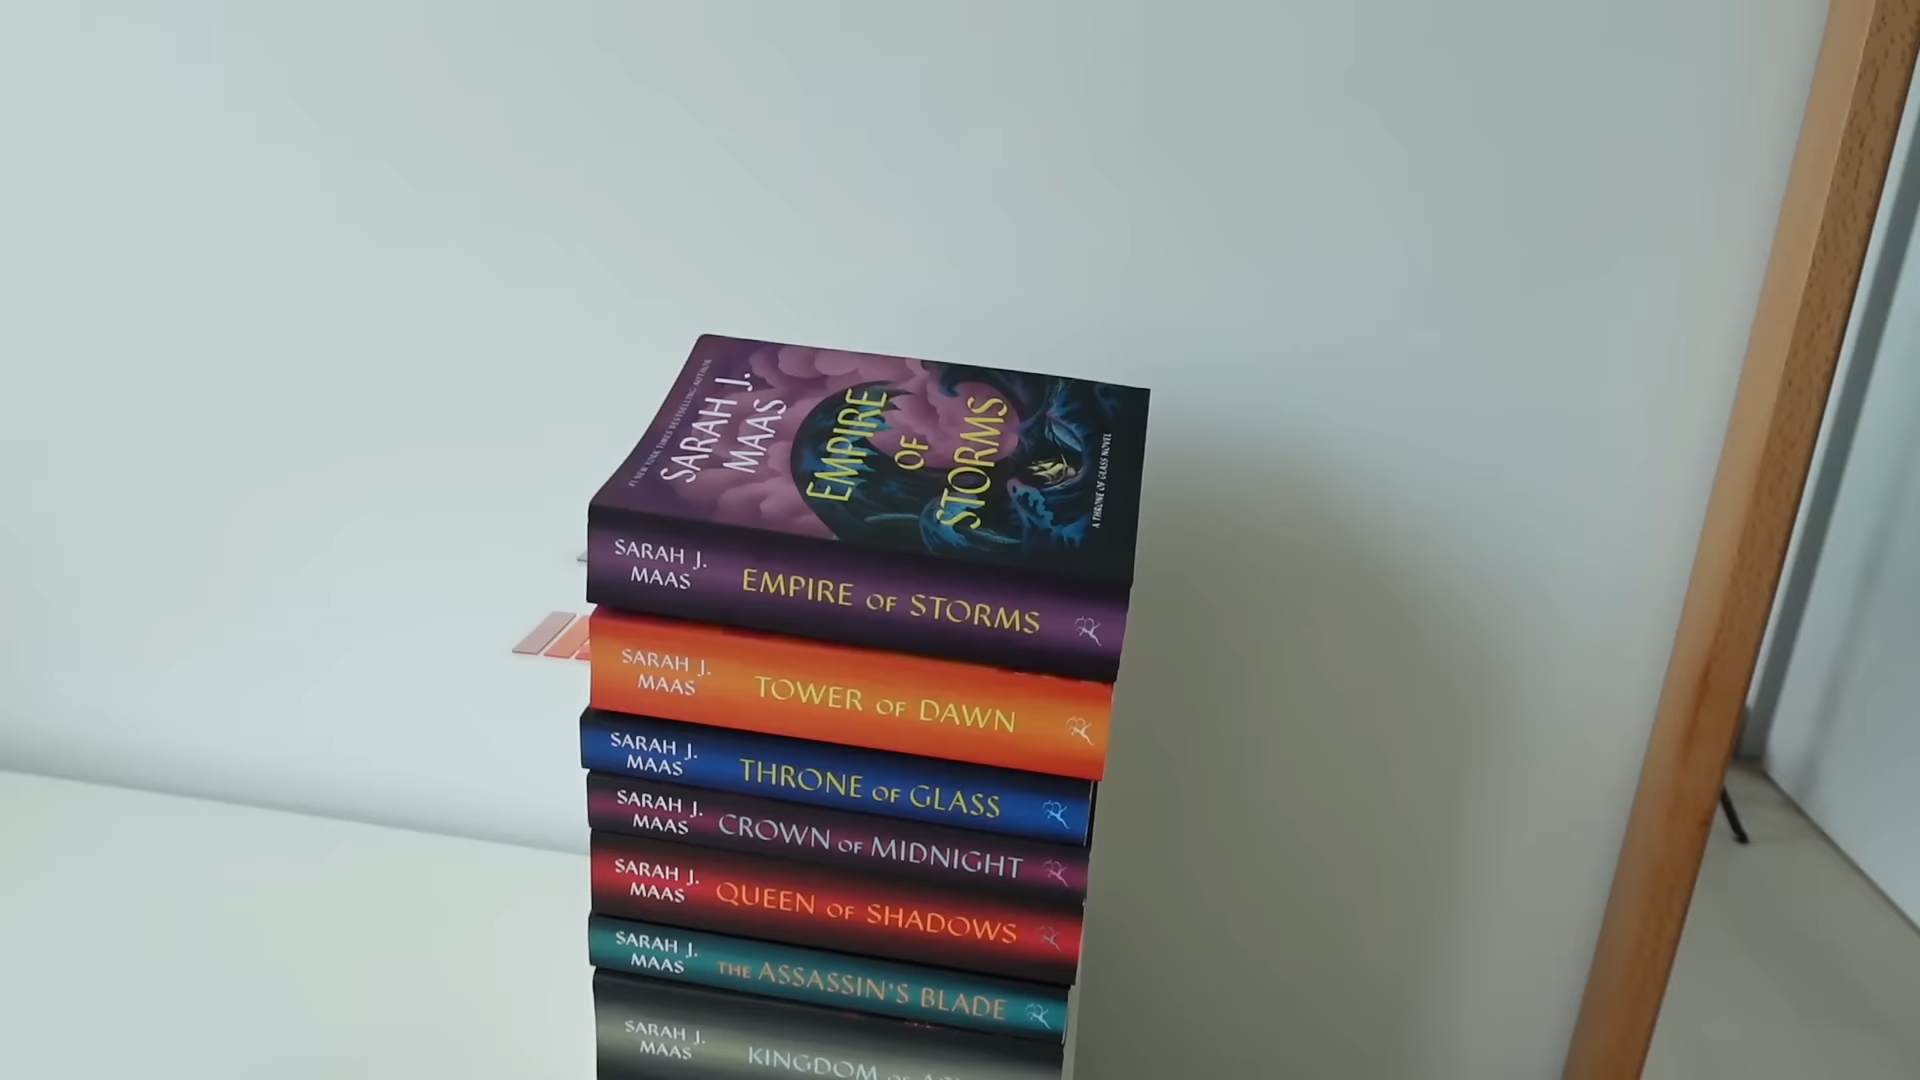 #1 NEW YORK TIMES BESTSELLING AUTHOR
SARAH J.
MAAS
EMPIRE
OF
STORMS
A THRONE OF GLASS NOVEL
SARAH J.
MAAS
EMPIRE OF STORMS
SARAH J.
MAAS
TOWER OF DAWN
SARAH J.
MAAS
THRONE OF GLASS
SARAH J.
MAAS
CROWN OF MIDNIGHT
SARAH J.
MAAS
QUEEN OF SHADOWS
SARAH J.
MAAS
THE ASSASSIN'S BLADE
SARAH J.
MAAS
KINGDOM OF